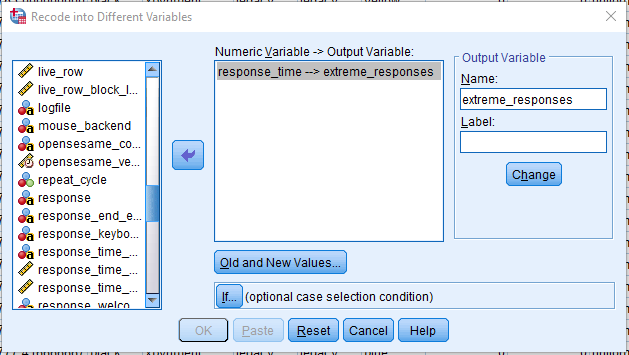 Recode into Different Variables
live_row
live_row_block_l...
logfile
mouse_backend
opensesame_co...
opensesame_ve...
repeat_cycle
response
response_end_e...
response_keybo...
response_time_...
response_time_...
response_time_...
response_welco...
Numeric Variable -> Output Variable:
response_time --> extreme_responses
Output Variable
Name:
extreme_responses
Label:
Change
Old and New Values...
If... (optional case selection condition)
OK Paste Reset Cancel Help